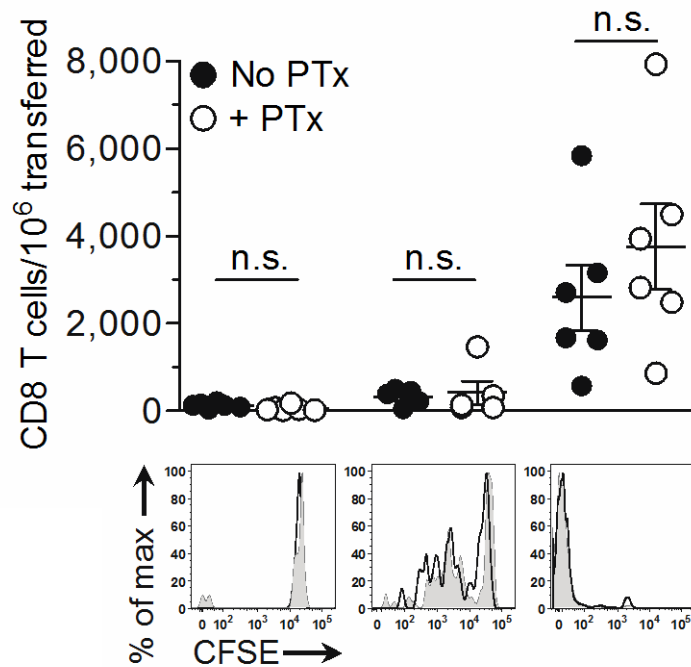 n.s.
8,000
No PTx
+ PTx
6,000
4,000
n.s.
n.s.
2,000
0
CD8 T cells/10⁶ transferred
100
80
60
40
20
0
0 10² 10³ 10⁴ 10⁵
100
80
60
40
20
0
0 10² 10³ 10⁴ 10⁵
100
80
60
40
20
0
0 10² 10³ 10⁴ 10⁵
% of max
CFSE